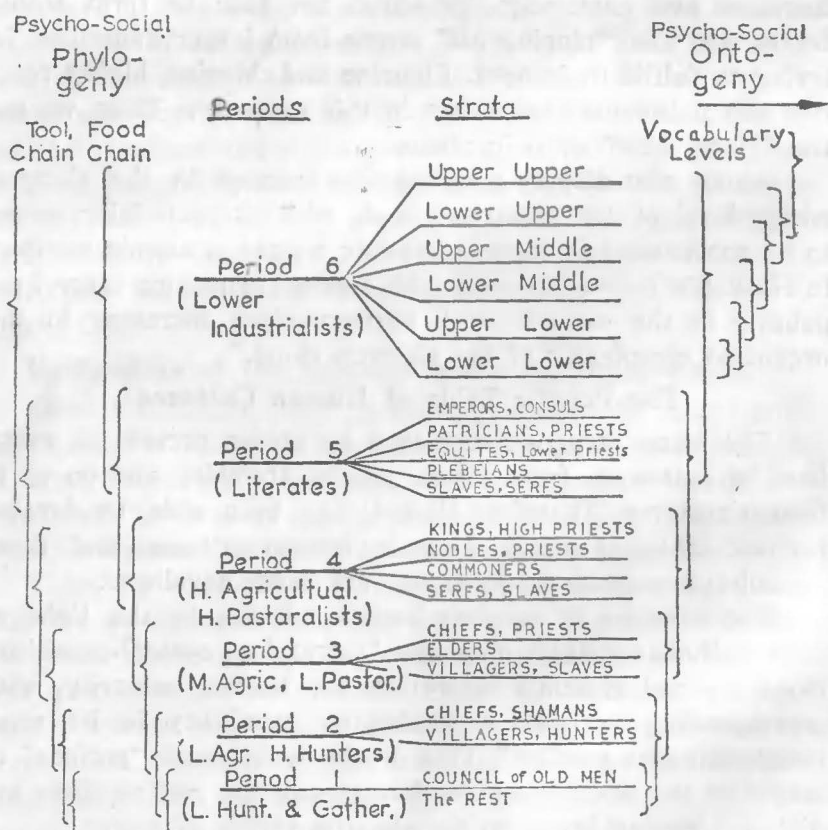 Psycho-Social
Phylo-
geny
Tool, Food
Chain Chain
Periods
Strata
Psycho-Social
Onto-
geny
Vocabulary
Levels
Upper Upper
Lower Upper
Upper Middle
Lower Middle
Upper Lower
Lower Lower
Period 6
(Lower
Industrialists)
EMPERORS, CONSULS
PATRICIANS, PRIESTS
EQUITES, Lower Priests
PLEBEIANS
SLAVES, SERFS
Period 5
(Literates)
KINGS, HIGH PRIESTS
NOBLES, PRIESTS
COMMONERS
SERFS, SLAVES
Period 4
(H. Agricultual,
H. Pastoralists)
CHIEFS, PRIESTS
ELDERS
VILLAGERS, SLAVES
Period 3
(M.Agric, L.Pastor.)
CHIEFS, SHAMANS
VILLAGERS, HUNTERS
Period 2
(L.Agr. H.Hunters)
COUNCIL of OLD MEN
The REST
Period 1
(L. Hunt. & Gather.)